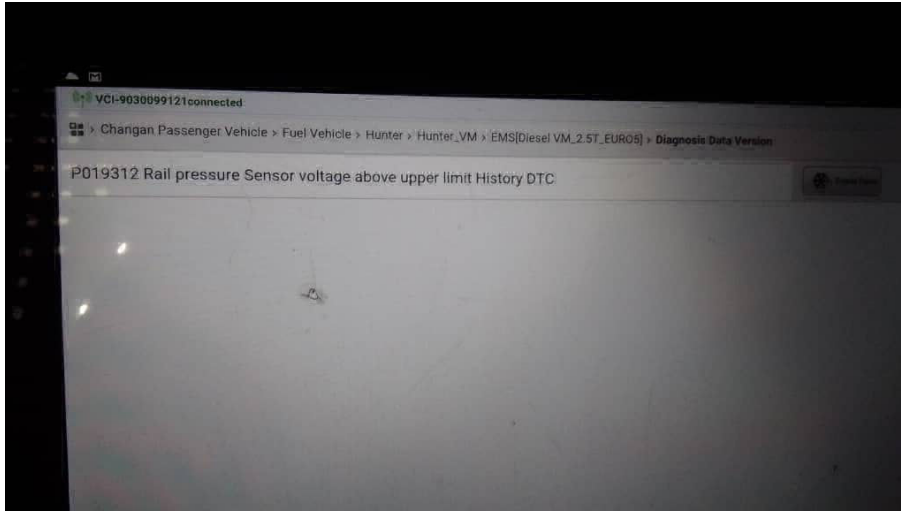 VCI-9030099121connected
> Changan Passenger Vehicle > Fuel Vehicle > Hunter > Hunter_VM > EMS[Diesel VM_2.5T_EURO5] > Diagnosis Data Version
P019312 Rail pressure Sensor voltage above upper limit History DTC